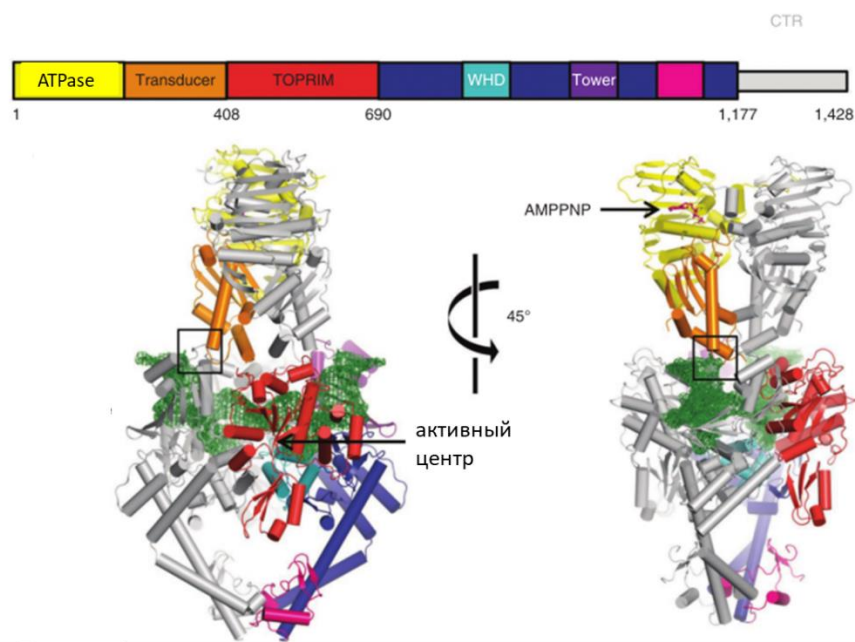 CTR
ATPase Transducer TOPRIM WHD Tower
1 408 690 1,177 1,428
AMPPNP
45°
активный
центр